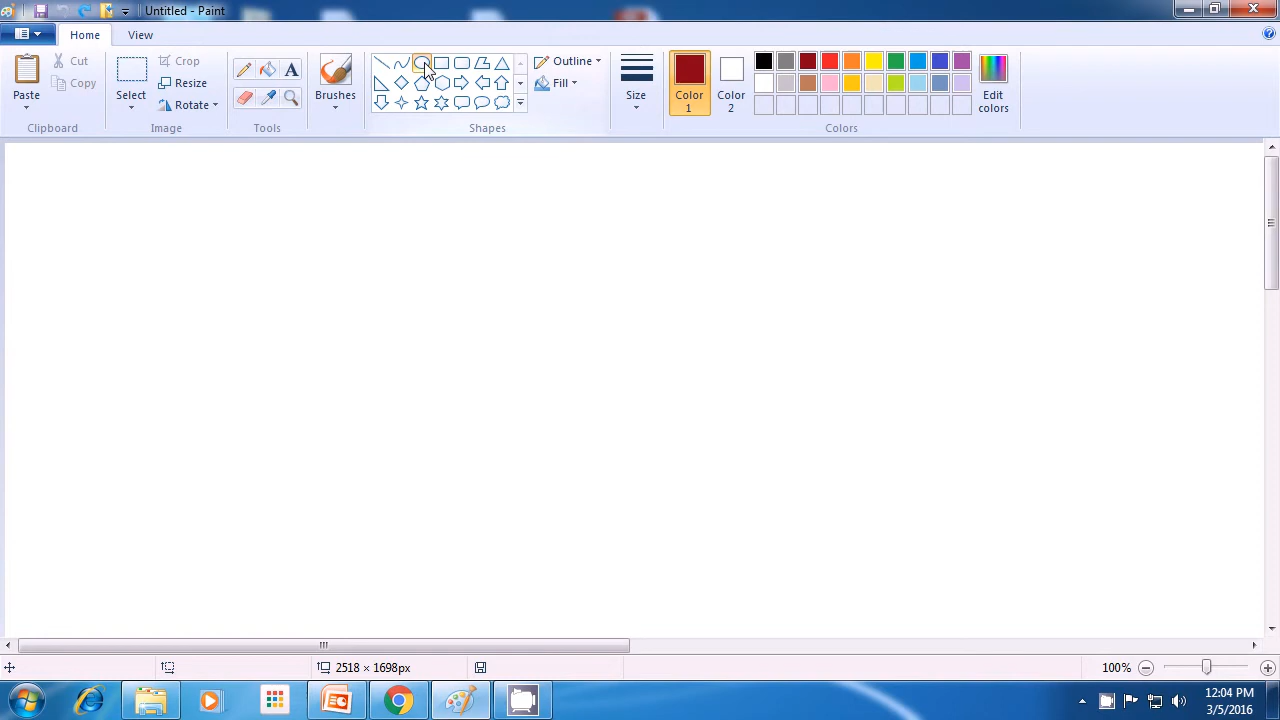 Untitled - Paint
Home View
Paste
Cut
Copy
Clipboard
Select
Crop
Resize
Rotate
Image
A
Tools
Brushes
Shapes
Outline
Fill
Size
Color
1
Color
2
Edit
colors
Colors
2518 × 1698px
100%
12:04 PM
3/5/2016